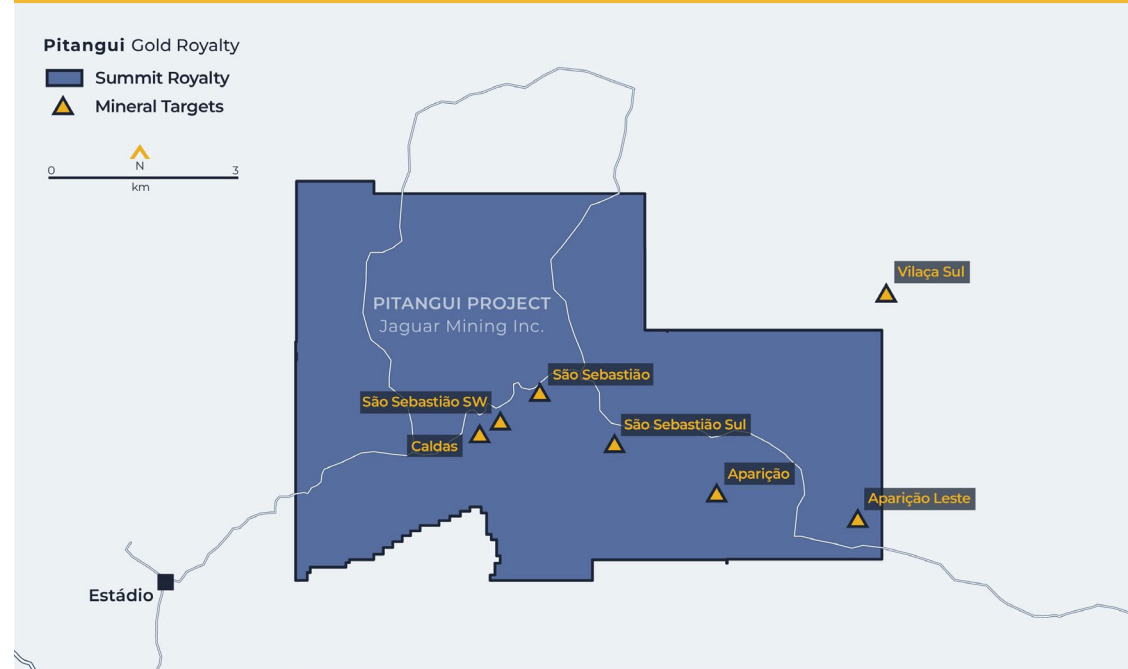 Pitangui Gold Royalty
Summit Royalty
Mineral Targets
N
0 3
km
Vilaça Sul
PITANGUI PROJECT
Jaguar Mining Inc.
São Sebastião
São Sebastião SW
São Sebastião Sul
Caldas
Aparição
Aparição Leste
Estádio